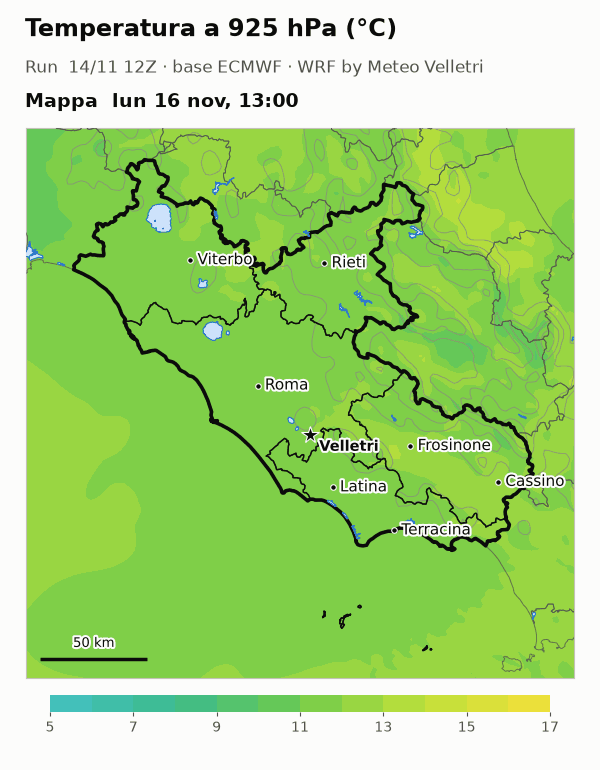 Temperatura a 925 hPa (°C)
Run  14/11 12Z · base ECMWF · WRF by Meteo Velletri
Mappa  lun 16 nov, 13:00
Viterbo
Rieti
Roma
Velletri
Frosinone
Cassino
Latina
Terracina
50 km
5 7 9 11 13 15 17